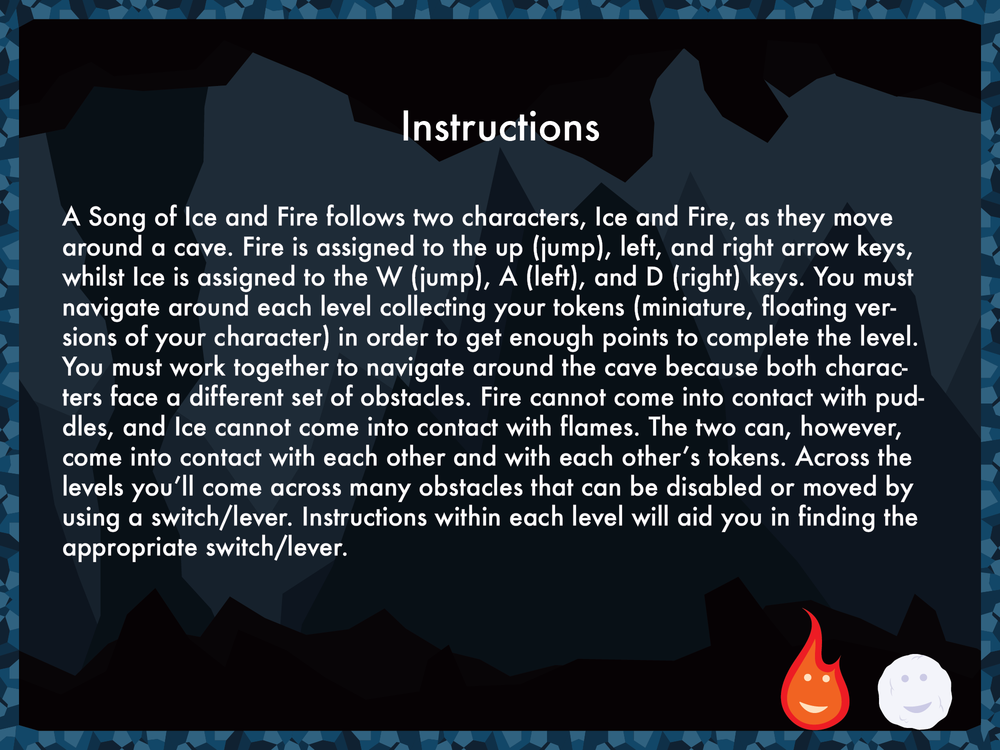 Instructions
A Song of Ice and Fire follows two characters, Ice and Fire, as they move
around a cave. Fire is assigned to the up (jump), left, and right arrow keys,
whilst Ice is assigned to the W (jump), A (left), and D (right) keys. You must
navigate around each level collecting your tokens (miniature, floating ver-
sions of your character) in order to get enough points to complete the level.
You must work together to navigate around the cave because both charac-
ters face a different set of obstacles. Fire cannot come into contact with pud-
dles, and Ice cannot come into contact with flames. The two can, however,
come into contact with each other and with each other’s tokens. Across the
levels you’ll come across many obstacles that can be disabled or moved by
using a switch/lever. Instructions within each level will aid you in finding the
appropriate switch/lever.